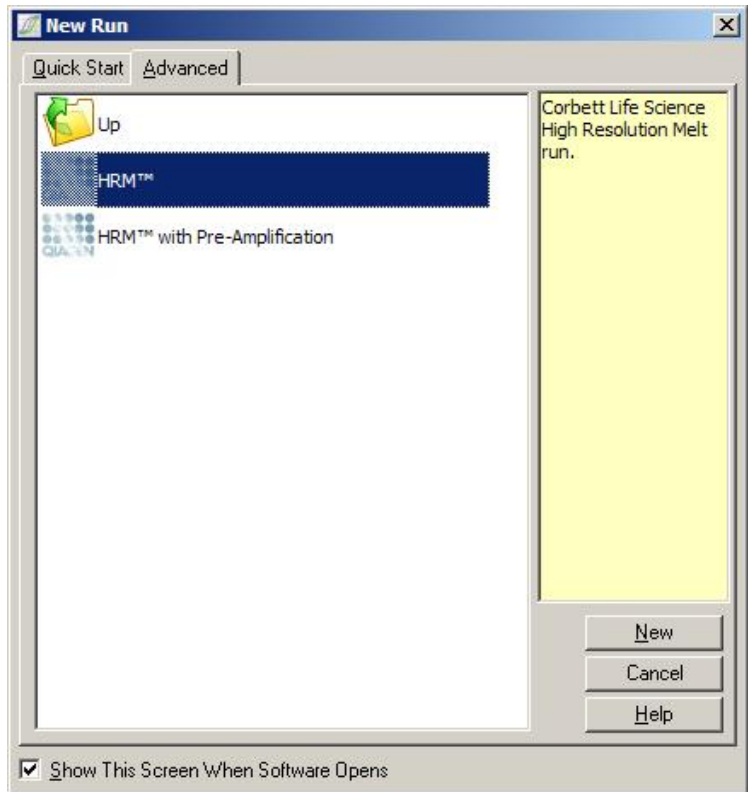 New Run
Quick Start Advanced
Up
HRM™
QIAGEN
HRM™ with Pre-Amplification
Corbett Life Science
High Resolution Melt
run.
New
Cancel
Help
Show This Screen When Software Opens